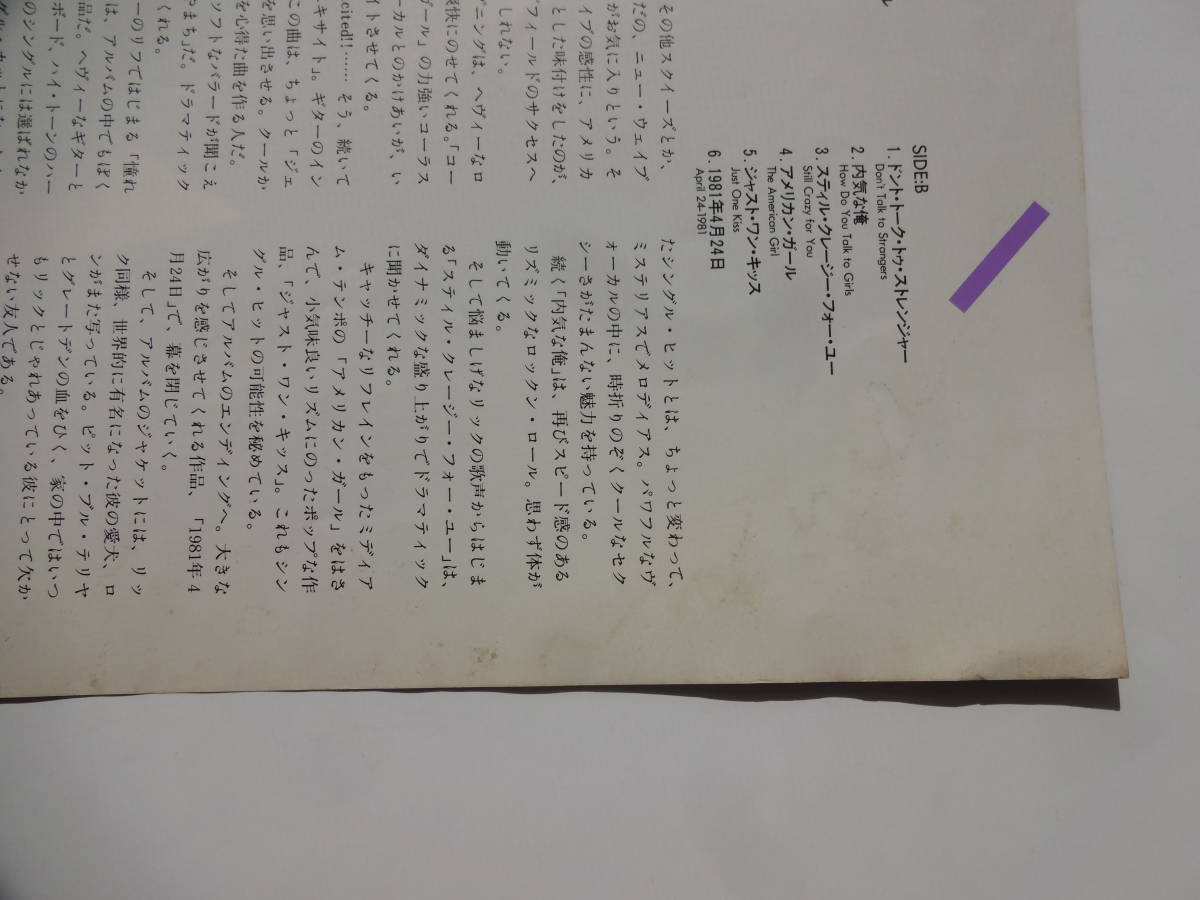 SIDE:B
1. ドント・トーク・トゥ・ストレンジャー
Don't Talk to Strangers
2. 内気な俺
How Do You Talk to Girls
3. スティル・クレージー・フォー・ユー
Still Crazy for You
4. アメリカン・ガール
The American Girl
5. ジャスト・ワン・キッス
Just One Kiss
6. 1981年4月24日
April 24-1981
その他スクイーズとか、
だの、ニュー・ウェイブ
がお気に入りという。そ
イブの感性に、アメリカ
とした味付けをしたのが、
フィールドのサクセスへ
しれない。
ニングは、ヘヴィーなロ
快にのせてくれる。「ユー
ガール」の力強いコーラス
ーカルとのかけあいが、い
イトさせてくる。
cited!!…… そう、続いて
キサイト」。ギターのイン
この曲は、ちょっと「ジェ
を思い出させる。クールか
を心得た曲を作る人だ。
ソフトなバラードが聞こえ
やまち」だ。ドラマティック
くれる。
ーのリフではじまる「憧れ
は、アルバムの中でもぼく
品だ。ヘヴィーなギターと
ボード、ハイ・トーンのハー
のシングルには選ばれなか
たシングル・ヒットとは、ちょっと変わって、
ミステリアスでメロディアス。パワフルなヴ
ォーカルの中に、時折りのぞくクールなセク
シーさがたまんない魅力を持っている。
続く「内気な俺」は、再びスピード感のある
リズミックなロックン・ロール。思わず体が
動いてくる。
そして悩ましげなリックの歌声からはじま
る「スティル・クレージー・フォー・ユー」は、
ダイナミックな盛り上がりでドラマティック
に聞かせてくれる。
キャッチーなリフレインをもったミディア
ム・テンポの「アメリカン・ガール」をはさ
んで、小気味良いリズムにのったポップな作
品、「ジャスト・ワン・キッス」。これもシン
グル・ヒットの可能性を秘めている。
そしてアルバムのエンディングへ。大きな
広がりを感じさせてくれる作品、「1981年4
月24日」で、幕を閉じていく。
そして、アルバムのジャケットには、リッ
ク同様、世界的に有名になった彼の愛犬、ロ
ンがまた写っている。ピット・ブル・テリヤ
とグレートデンの血をひく、家の中ではいつ
もリックとじゃれあっている彼にとって欠か
せない友人である。